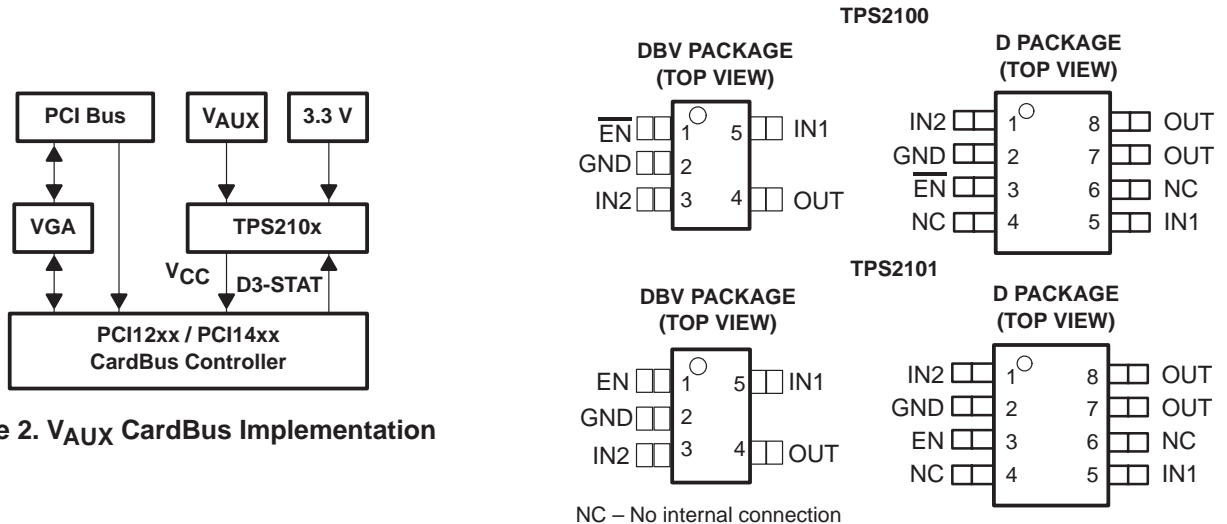 PCI Bus
VAUX
3.3 V
VGA
TPS210x
VCC
D3-STAT
PCI12xx / PCI14xx
CardBus Controller
e 2. VAUX CardBus Implementation
TPS2100
DBV PACKAGE
(TOP VIEW)
EN 1 5 IN1
GND 2
IN2 3 4 OUT
D PACKAGE
(TOP VIEW)
IN2 1 8 OUT
GND 2 7 OUT
EN 3 6 NC
NC 4 5 IN1
TPS2101
DBV PACKAGE
(TOP VIEW)
EN 1 5 IN1
GND 2
IN2 3 4 OUT
D PACKAGE
(TOP VIEW)
IN2 1 8 OUT
GND 2 7 OUT
EN 3 6 NC
NC 4 5 IN1
NC – No internal connection